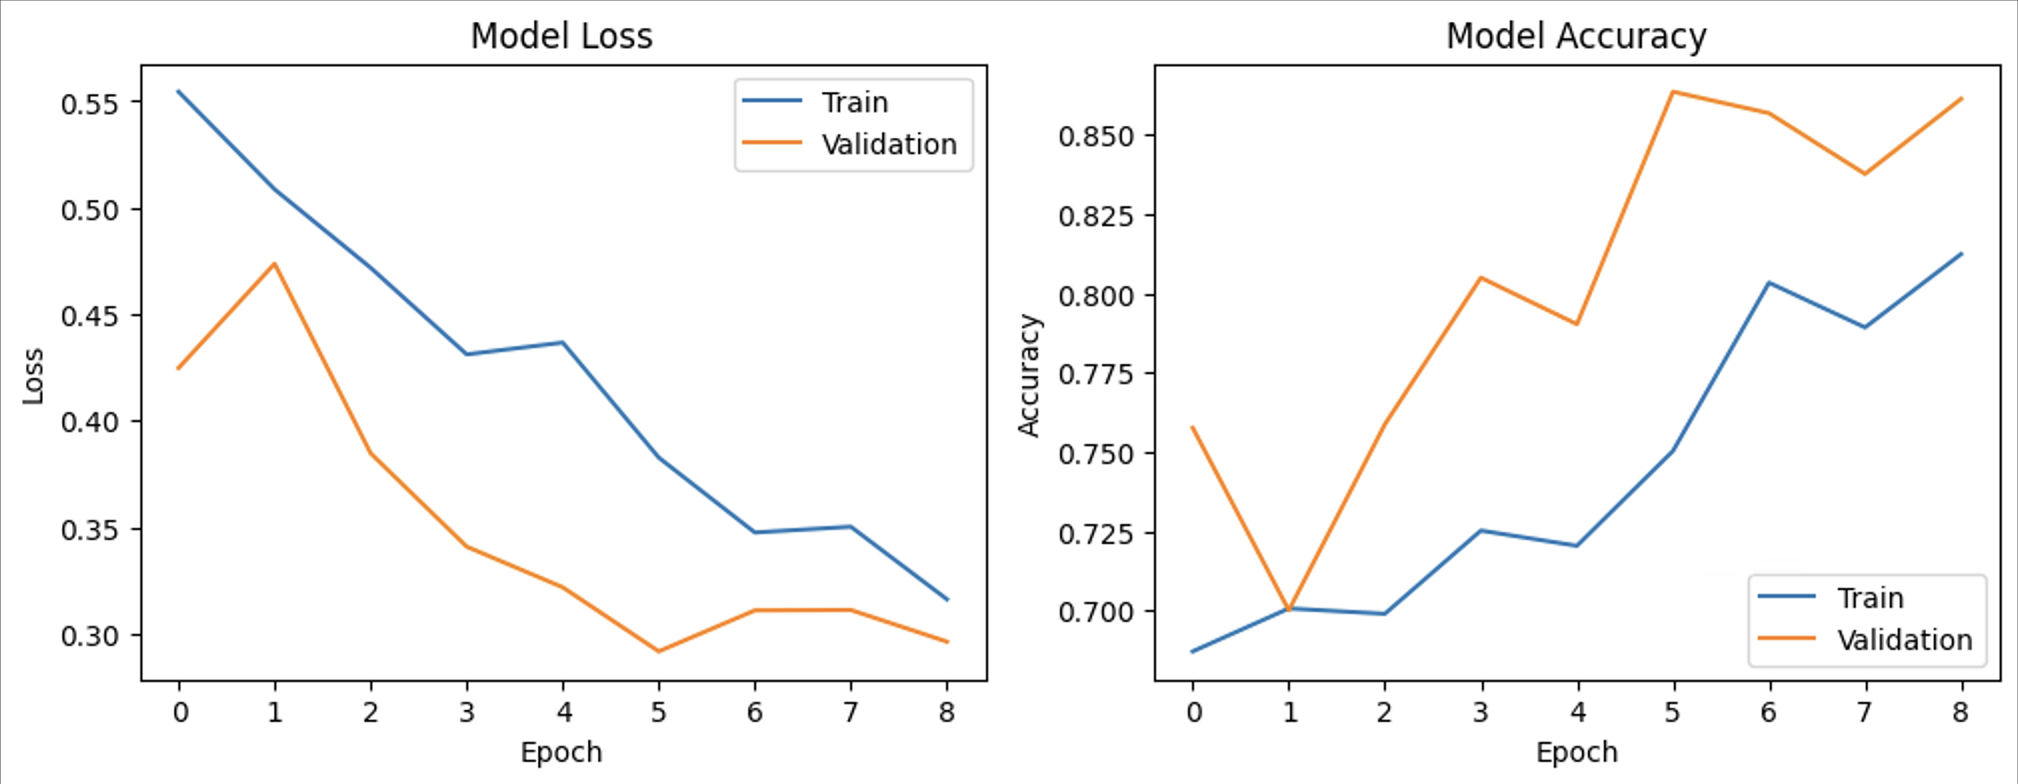 Model Loss
0.55
0.50
0.45
0.40
0.35
0.30
Loss
0 1 2 3 4 5 6 7 8
Epoch
Train
Validation
Model Accuracy
0.850
0.825
0.800
0.775
0.750
0.725
0.700
Accuracy
0 1 2 3 4 5 6 7 8
Epoch
Train
Validation